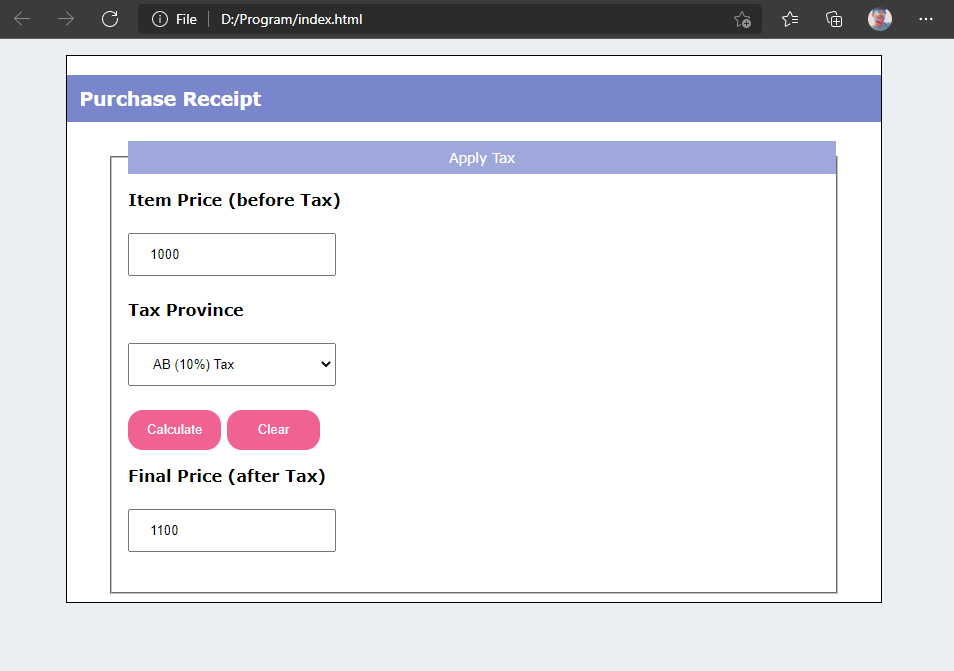 File D:/Program/index.html
Purchase Receipt
Apply Tax
Item Price (before Tax)
1000
Tax Province
AB (10%) Tax
Calculate Clear
Final Price (after Tax)
1100